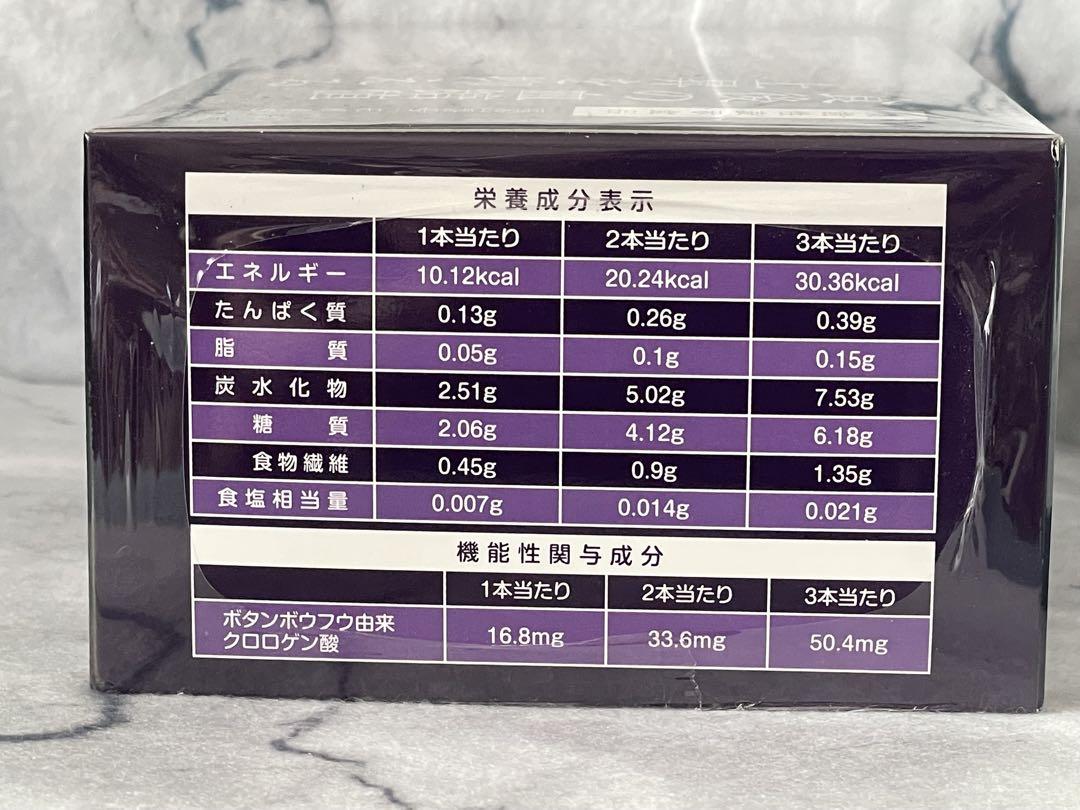 栄養成分表示
1本当たり 2本当たり 3本当たり
エネルギー 10.12kcal 20.24kcal 30.36kcal
たんぱく質 0.13g 0.26g 0.39g
脂質 0.05g 0.1g 0.15g
炭水化物 2.51g 5.02g 7.53g
糖質 2.06g 4.12g 6.18g
食物繊維 0.45g 0.9g 1.35g
食塩相当量 0.007g 0.014g 0.021g
機能性関与成分
1本当たり 2本当たり 3本当たり
ボタンボウフウ由来
クロロゲン酸 16.8mg 33.6mg 50.4mg